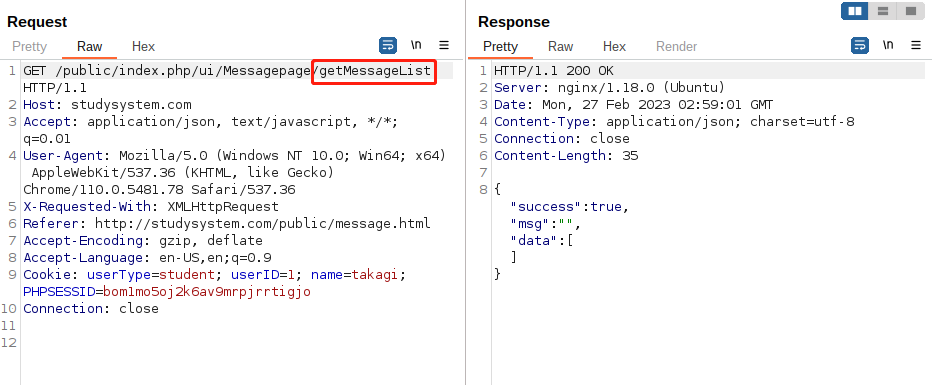 Request
Pretty Raw Hex \n
1 GET /public/index.php/ui/Messagepage/getMessageList
HTTP/1.1
2 Host: studysystem.com
3 Accept: application/json, text/javascript, */*;
q=0.01
4 User-Agent: Mozilla/5.0 (Windows NT 10.0; Win64; x64)
AppleWebKit/537.36 (KHTML, like Gecko)
Chrome/110.0.5481.78 Safari/537.36
5 X-Requested-With: XMLHttpRequest
6 Referer: http://studysystem.com/public/message.html
7 Accept-Encoding: gzip, deflate
8 Accept-Language: en-US,en;q=0.9
9 Cookie: userType=student; userID=1; name=takagi;
PHPSESSID=bom1mo5oj2k6av9mrpjrrtigjo
10 Connection: close
11
12
Response
Pretty Raw Hex Render \n
1 HTTP/1.1 200 OK
2 Server: nginx/1.18.0 (Ubuntu)
3 Date: Mon, 27 Feb 2023 02:59:01 GMT
4 Content-Type: application/json; charset=utf-8
5 Connection: close
6 Content-Length: 35
7
8 {
"success":true,
"msg":"",
"data":[
]
}